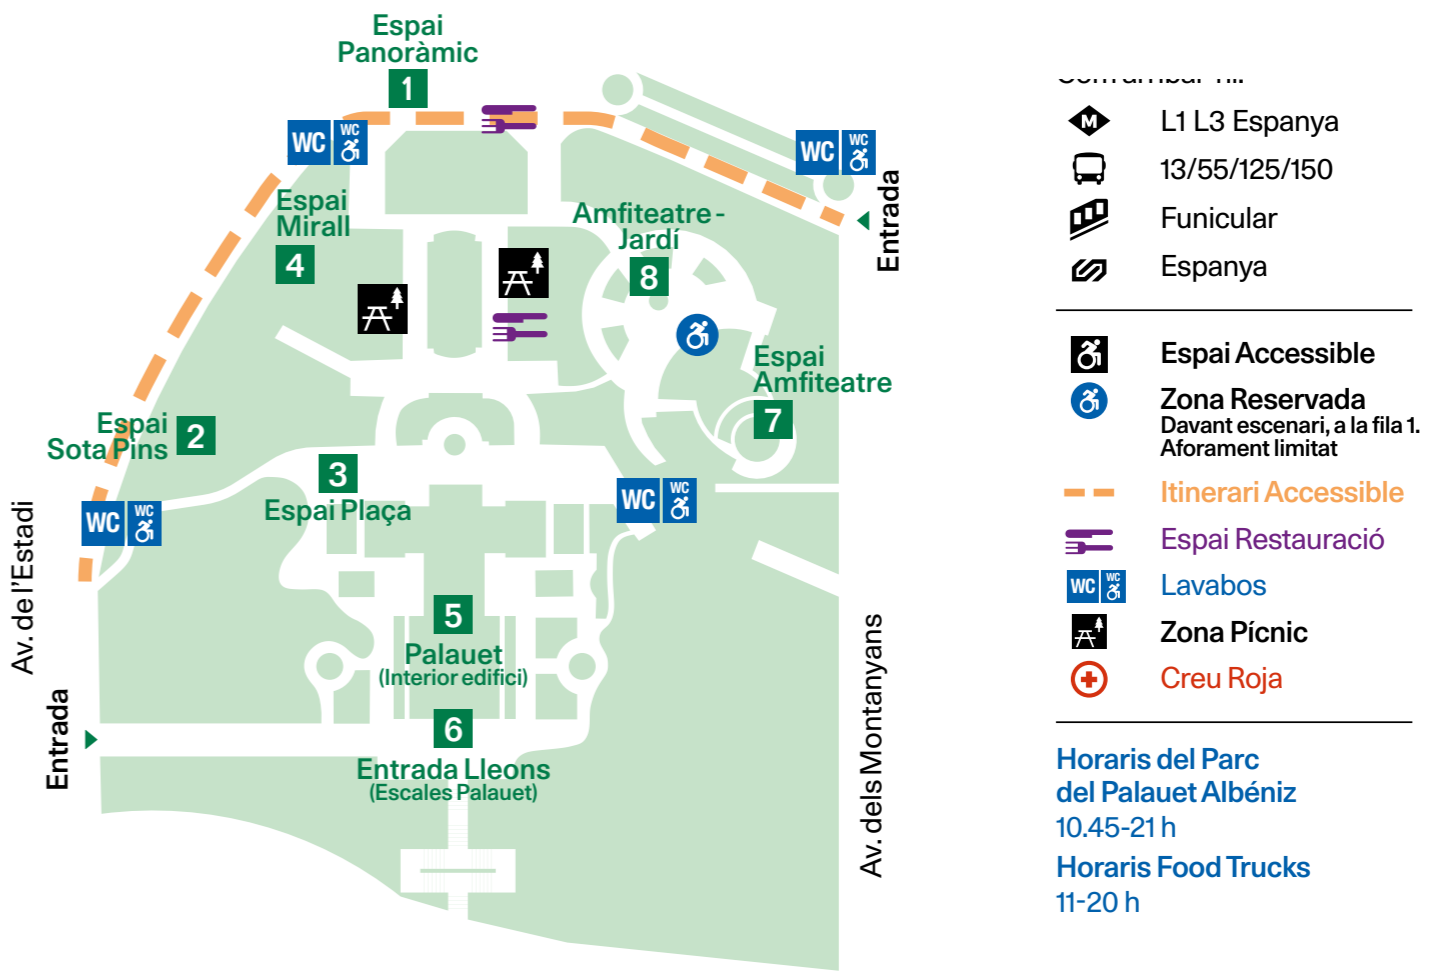 Espai
Panoràmic
1
WC
WC
WC
WC
Entrada
Espai
Mirall
4
Amfiteatre -
Jardí
8
Espai
Amfiteatre
7
Espai
Sota Pins
2
3
Espai Plaça
WC
WC
WC
WC
Av. de l'Estadi
5
Palauet
(Interior edifici)
6
Entrada Lleons
(Escales Palauet)
Entrada
Av. dels Montanyans
M
L1 L3 Espanya
13/55/125/150
Funicular
Espanya
Espai Accessible
Zona Reservada
Davant escenari, a la fila 1.
Aforament limitat
Itinerari Accessible
Espai Restauració
WC
WC
Lavabos
Zona Pícnic
Creu Roja
Horaris del Parc
del Palauet Albéniz
10.45-21 h
Horaris Food Trucks
11-20 h